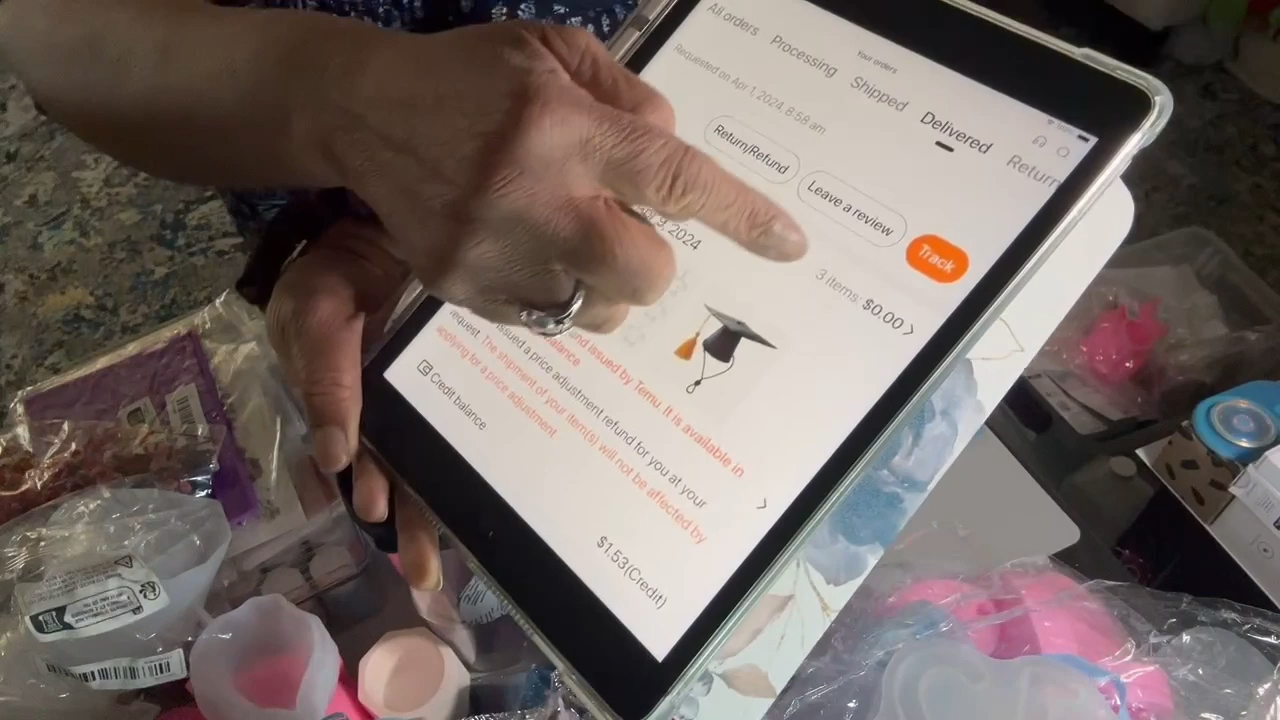 Your orders
All orders
Processing
Shipped
Delivered
Return
Requested on Apr 1, 2024, 8:58 am
Return/Refund
Leave a review
Track
9, 2024
3 items: $0.00 >
issued by Temu. It is available in
balance
issued a price adjustment refund for you at your
request. The shipment of your item(s) will not be affected by
applying for a price adjustment
Credit balance
$1.53(Credit)